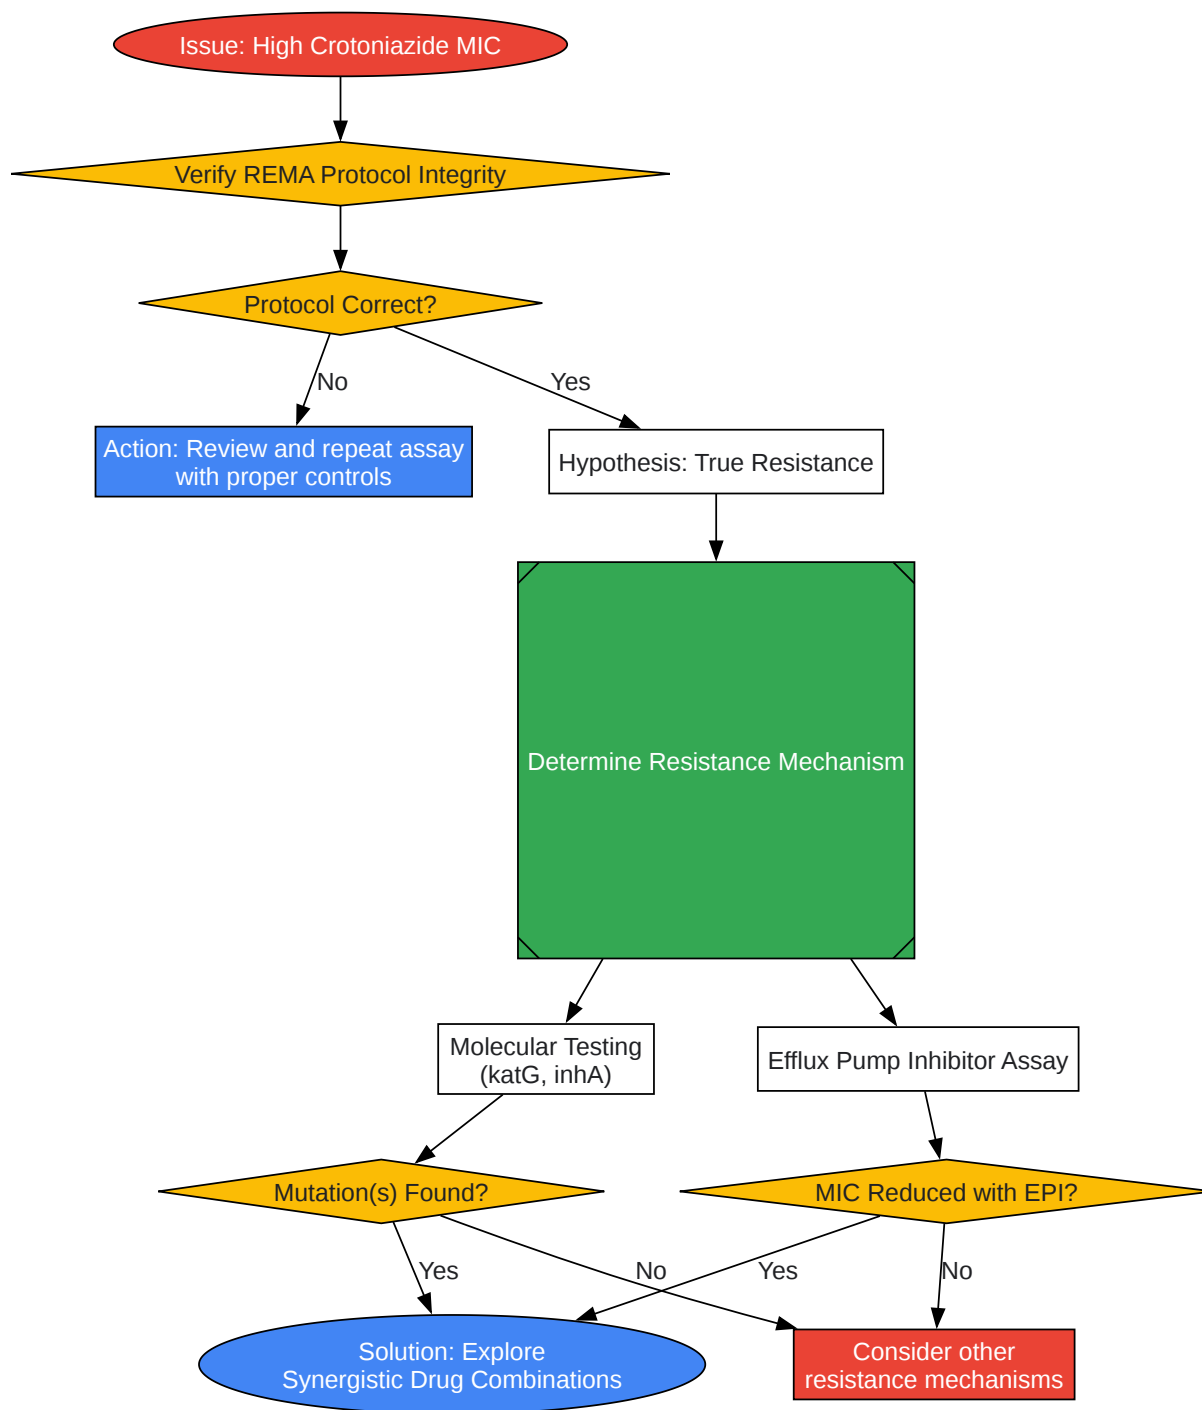 Issue: High Crotoniazide MIC
Verify REMA Protocol Integrity
Protocol Correct?
No
Yes
Action: Review and repeat assay
with proper controls
Hypothesis: True Resistance
Determine Resistance Mechanism
Molecular Testing
(katG, inhA)
Efflux Pump Inhibitor Assay
Mutation(s) Found?
MIC Reduced with EPI?
Yes
No
Yes
No
Solution: Explore
Synergistic Drug Combinations
Consider other
resistance mechanisms